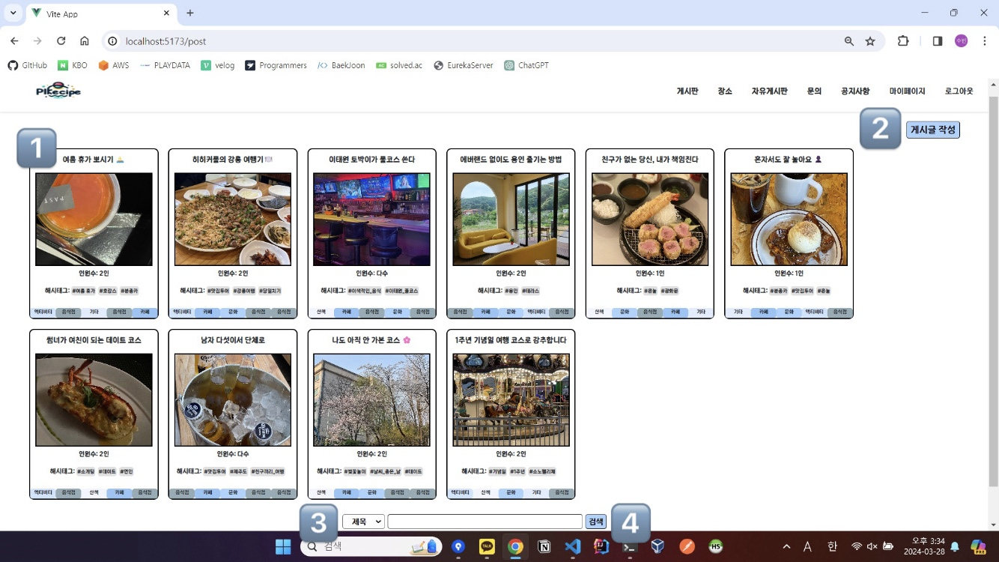 Vite App
localhost:5173/post
수민
GitHub KBO AWS PLAYDATA velog Programmers BaekJoon solved.ac EurekaServer ChatGPT
Pikecipe 게시판 장소 자유게시판 문의 공지사항 마이페이지 로그아웃
2 게시글 작성
1
여름 휴가 뽀시기
PAST
인원수: 2인
해시태그: #여름 휴가 #호캉스 #분좋카
액티비티 음식점 기타 음식점 카페
히히커플의 강릉 여행기
인원수: 2인
해시태그: #맛집투어 #강릉여행 #당일치기
액티비티 카페 문화 음식점 음식점
이태원 토박이가 풀코스 쏜다
인원수: 다수
해시태그: #이색적인_음식 #이태원_풀코스
산책 카페 음식점 문화 음식점
에버랜드 없이도 용인 즐기는 방법
인원수: 2인
해시태그: #용인 #테라스
음식점 카페 문화 액티비티 음식점
친구가 없는 당신, 내가 책임진다
인원수: 1인
해시태그: #혼놀 #광화문
산책 문화 음식점 카페 기타
혼자서도 잘 놀아요
인원수: 1인
해시태그: #분좋카 #맛집투어 #혼놀
기타 카페 문화 액티비티 음식점
썸녀가 여친이 되는 데이트 코스
인원수: 2인
해시태그: #소개팅 #데이트 #연인
액티비티 음식점 산책 카페 음식점
남자 다섯이서 단체로
인원수: 다수
해시태그: #맛집투어 #제주도 #친구끼리_여행
음식점 카페 문화 음식점 음식점
나도 아직 안 가본 코스
인원수: 2인
해시태그: #벚꽃놀이 #날씨_좋은_날 #데이트
산책 카페 문화 음식점 음식점
1주년 기념일 여행 코스로 강추합니다
인원수: 2인
해시태그: #기념일 #1주년 #소노벨리체
액티비티 산책 문화 기타 음식점
3 제목 검색 4
검색
TALK
HS
A 한 오후 3:34
2024-03-28
PRE